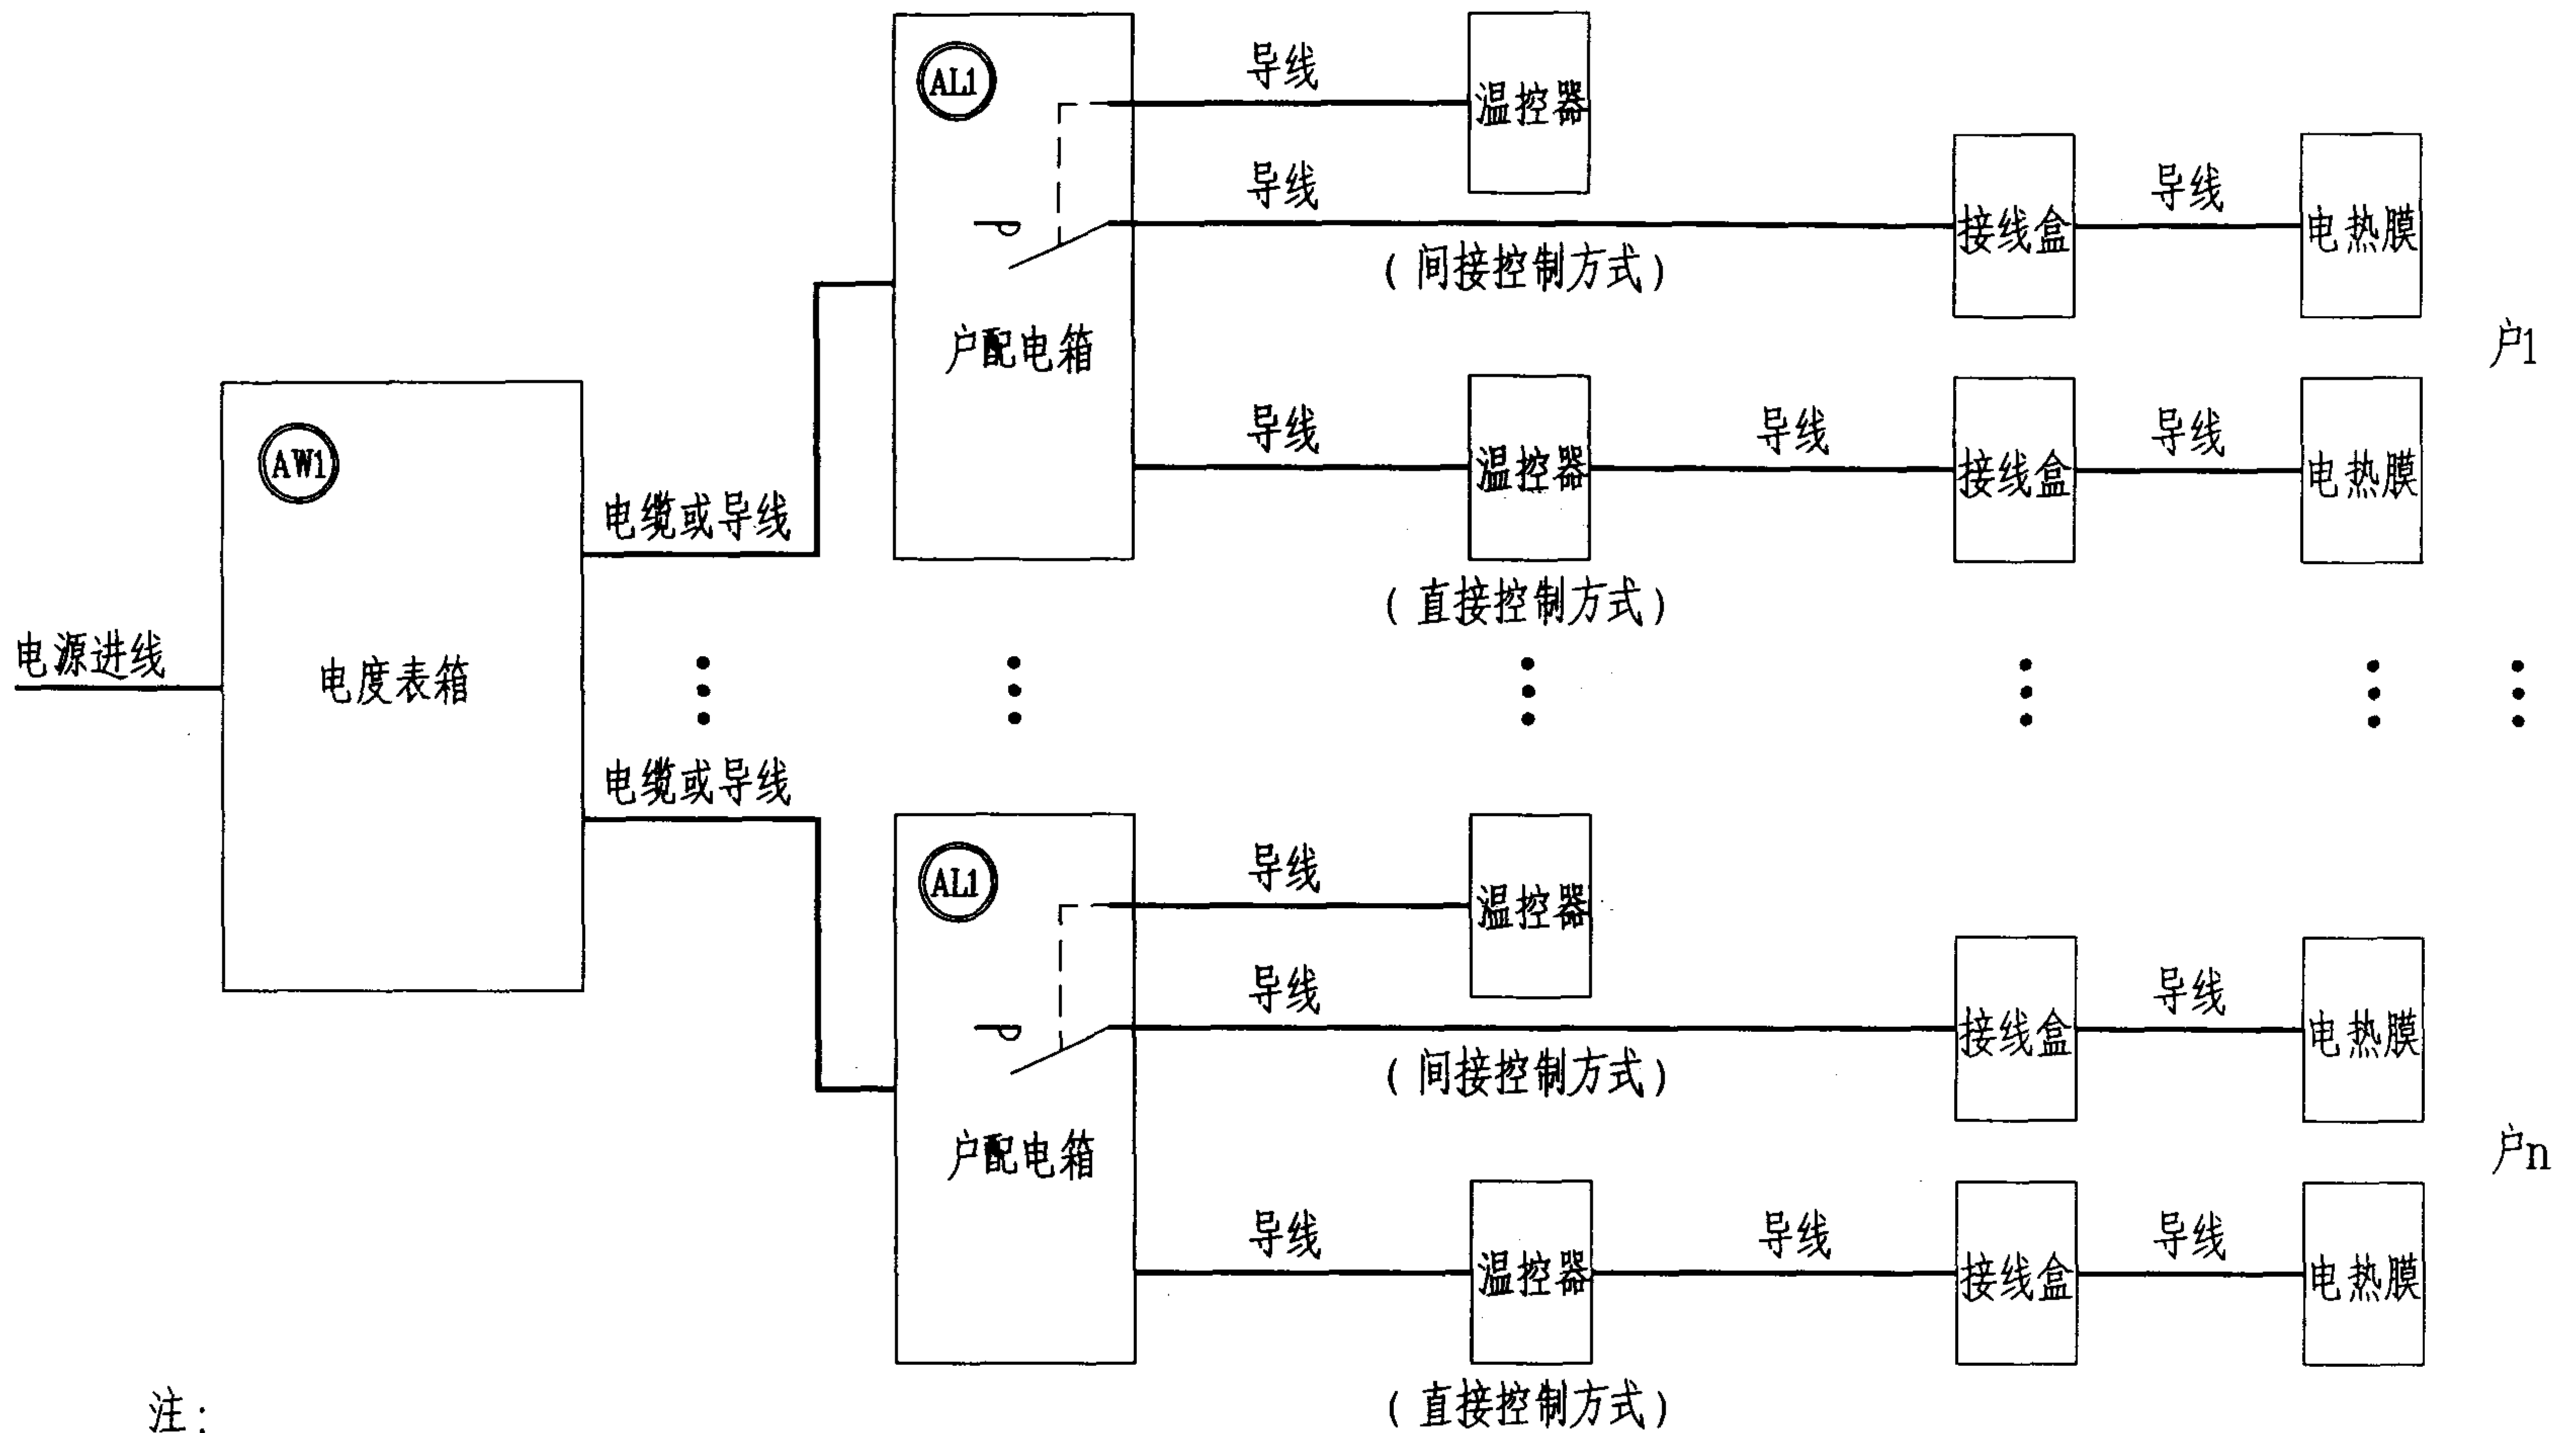 AL1
导线
温控器
导线
接线盒
导线
电热膜
(间接控制方式)
户配电箱
户1
AW1
导线
温控器
导线
接线盒
导线
电热膜
电缆或导线
(直接控制方式)
电源进线
电度表箱
电缆或导线
AL1
导线
温控器
导线
接线盒
导线
电热膜
(间接控制方式)
户配电箱
户n
导线
温控器
导线
接线盒
导线
电热膜
(直接控制方式)
注: